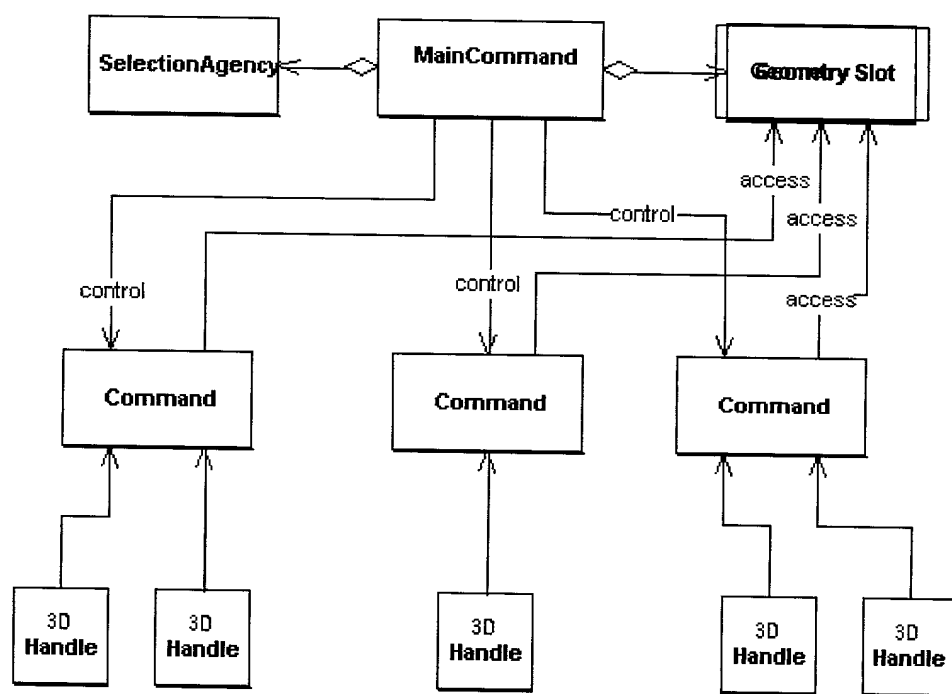 SelectionAgency
MainCommand
Geometry Slot
access
control
access
control
control
access
Command
Command
Command
3D
Handle
3D
Handle
3D
Handle
3D
Handle
3D
Handle